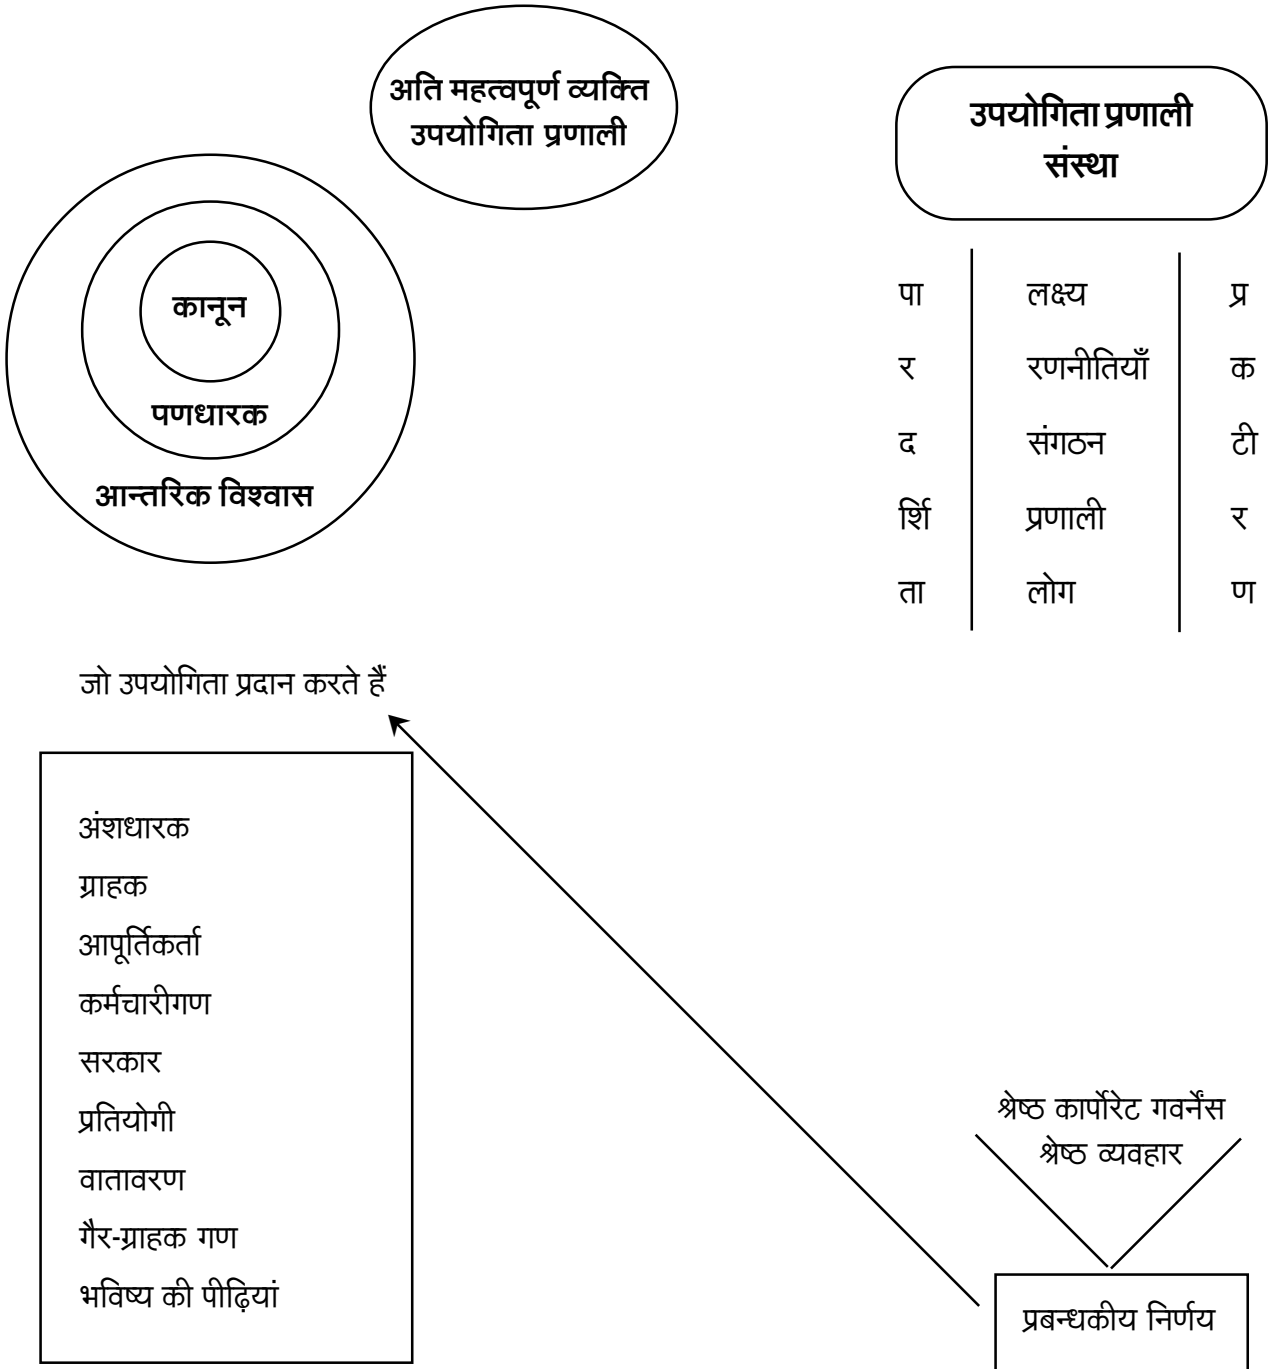 अति महत्वपूर्ण व्यक्ति
उपयोगिता प्रणाली
उपयोगिता प्रणाली
संस्था
कानून
पणधारक
आन्तरिक विश्वास
पा लक्ष्य प्र
र रणनीतियाँ क
द संगठन टी
र्शि प्रणाली र
ता लोग ण
जो उपयोगिता प्रदान करते हैं
अंशधारक
ग्राहक
आपूर्तिकर्ता
कर्मचारीगण
सरकार
प्रतियोगी
वातावरण
गैर-ग्राहक गण
भविष्य की पीढ़ियां
श्रेष्ठ कार्पोरेट गवर्नेंस
श्रेष्ठ व्यवहार
प्रबन्धकीय निर्णय